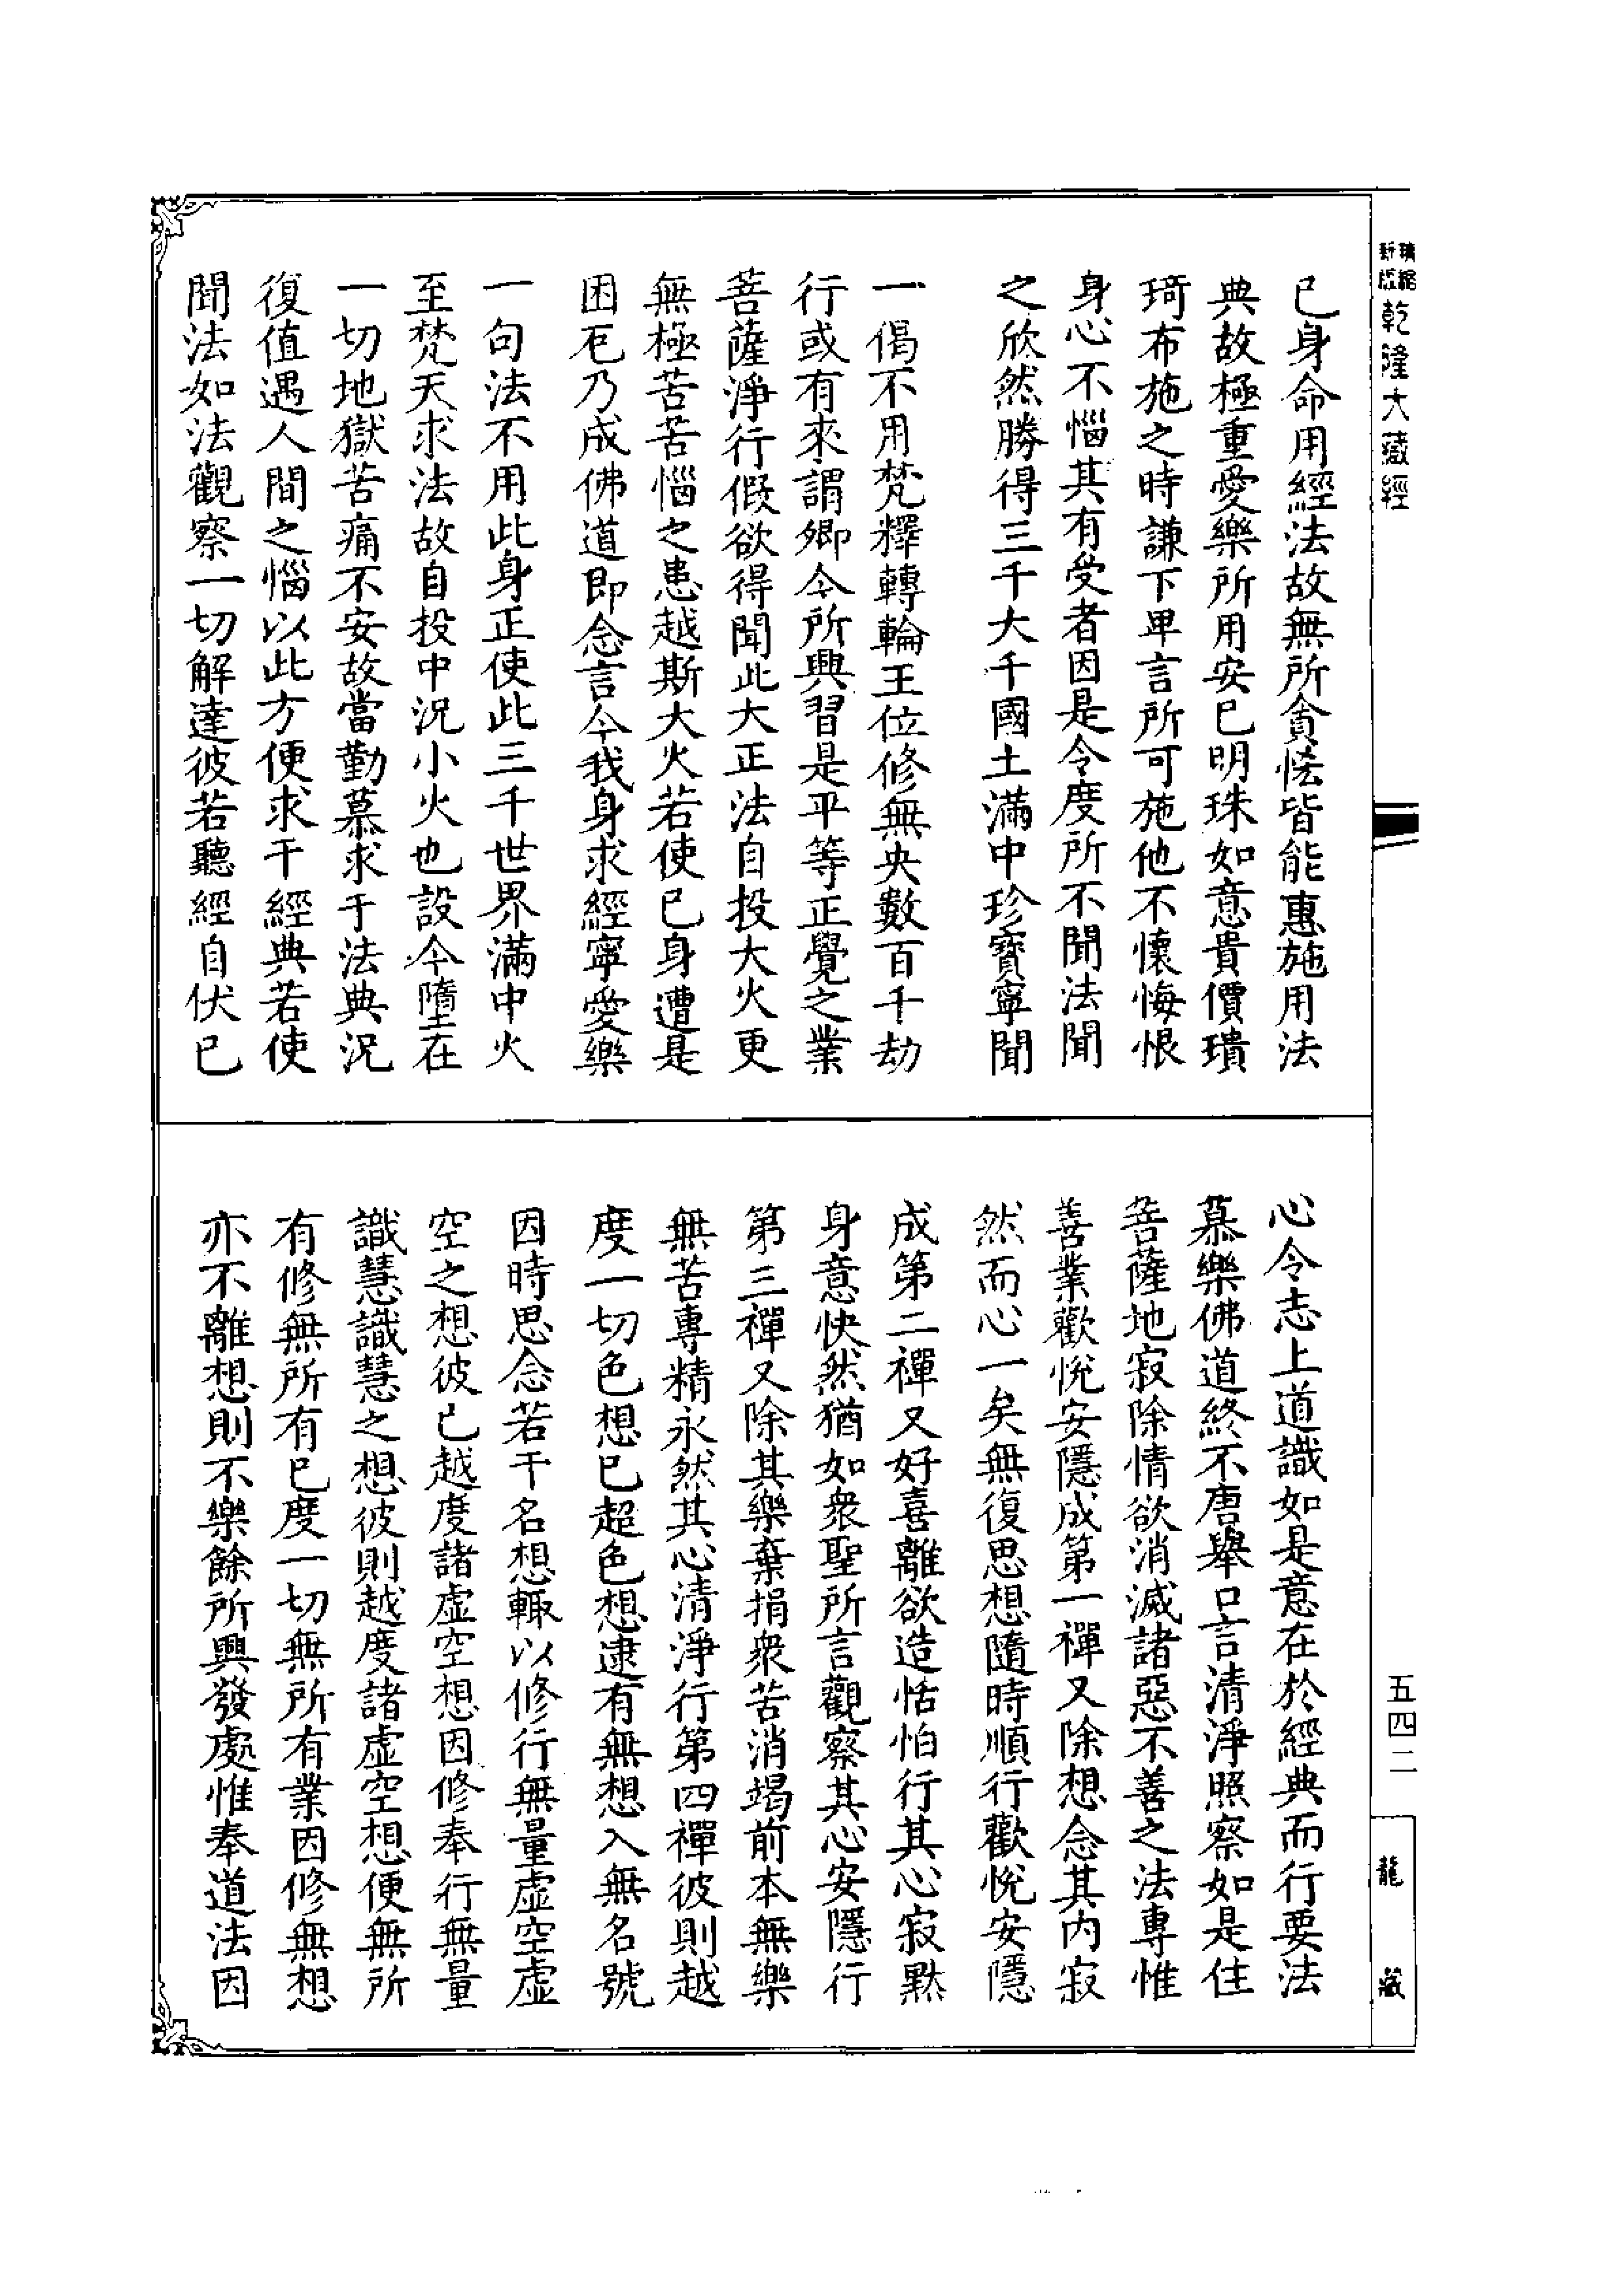 精縮
新版
乾隆大藏經
已身命用經法故無所貪悋皆能惠施用法
典故極重愛樂所用安已明珠如意貴價瓄
琦布施之時謙下卑言所可施他不懷悔恨
身心不惱其有受者因是令度所不聞法聞
之欣然勝得三千大千國土滿中珍寶寧聞
一偈不用梵釋轉輪王位修無央數百千劫
行或有來謂卿今所興習是平等正覺之業
菩薩淨行假欲得聞此大正法自投大火更
無極苦苦惱之患越斯大火若使已身遭是
困厄乃成佛道即念言今我身求經寧愛樂
一句法不用此身正使此三千世界滿中火
至梵天求法故自投中況小火也設今墮在
一切地獄苦痛不安故當勤慕求于法典況
復值遇人間之惱以此方便求干經典若使
聞法如法觀察一切解達彼若聽經自伏已
心令志上道識如是意在於經典而行要法
慕樂佛道終不唐舉口言清淨照察如是住
菩薩地寂除情欲消滅諸惡不善之法專惟
善業歡悅安隱成第一禪又除想念其內寂
然而心一矣無復思想隨時順行歡悅安隱
成第二禪又好喜離欲造恬怕行其心寂默
身意快然猶如衆聖所言觀察其心安隱行
第三禪又除其樂棄捐衆苦消竭前本無樂
無苦專精永然其心清淨行第四禪彼則越
度一切色想已超色想逮有無想入無名號
因時思念若干名想輙以修行無量虛空虛
空之想彼已越度諸虛空想因修奉行無量
識慧識慧之想彼則越度諸虛空想便無所
有修無所有已度一切無所有業因修無想
亦不離想則不樂餘所興發處惟奉道法因
五四二
龍藏